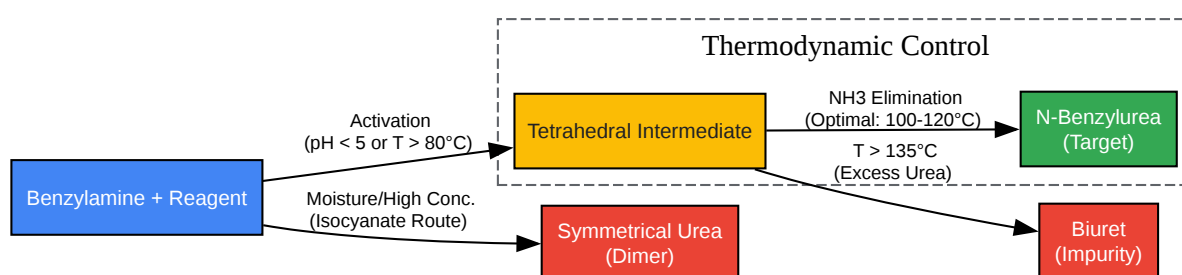 Thermodynamic Control
Activation
(pH < 5 or T > 80°C)
Tetrahedral Intermediate
NH3 Elimination
(Optimal: 100-120°C)
N-Benzylurea
(Target)
T > 135°C
(Excess Urea)
Benzylamine + Reagent
Moisture/High Conc.
(Isocyanate Route)
Symmetrical Urea
(Dimer)
Biuret
(Impurity)